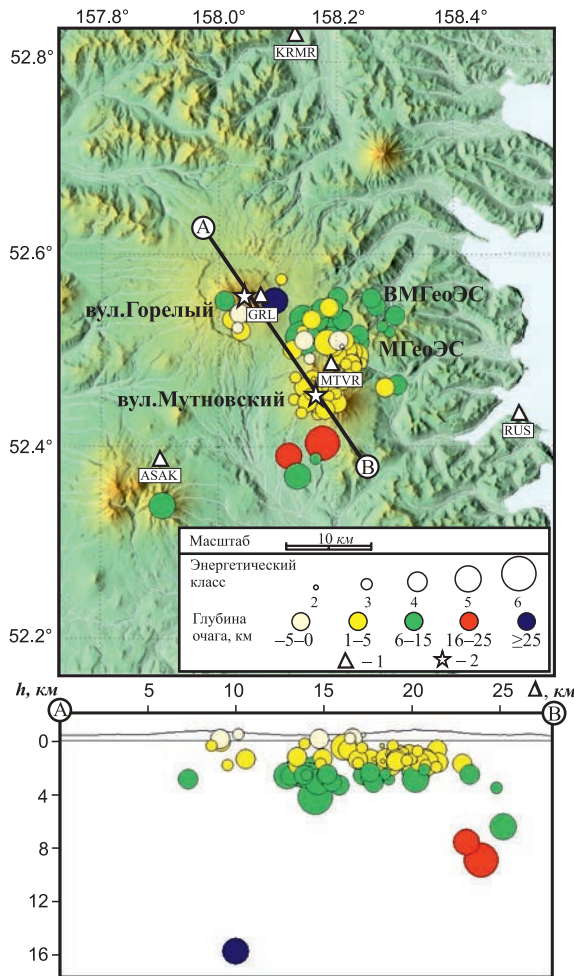 157.8° 158.0° 158.2° 158.4°
52.8°
KRMR
52.6°
A
вул.Горелый
GRL
ВМГеоЭС
МГеоЭС
MTVR
вул.Мутновский
52.4°
RUS
ASAK
B
Масштаб 10 км
Энергетический
класс
2 3 4 5 6
Глубина
очага, км
–5–0 1–5 6–15 16–25 ≥25
– 1 – 2
52.2°
h, км 5 10 15 20 25 Δ, км
A B
0
4
8
12
16